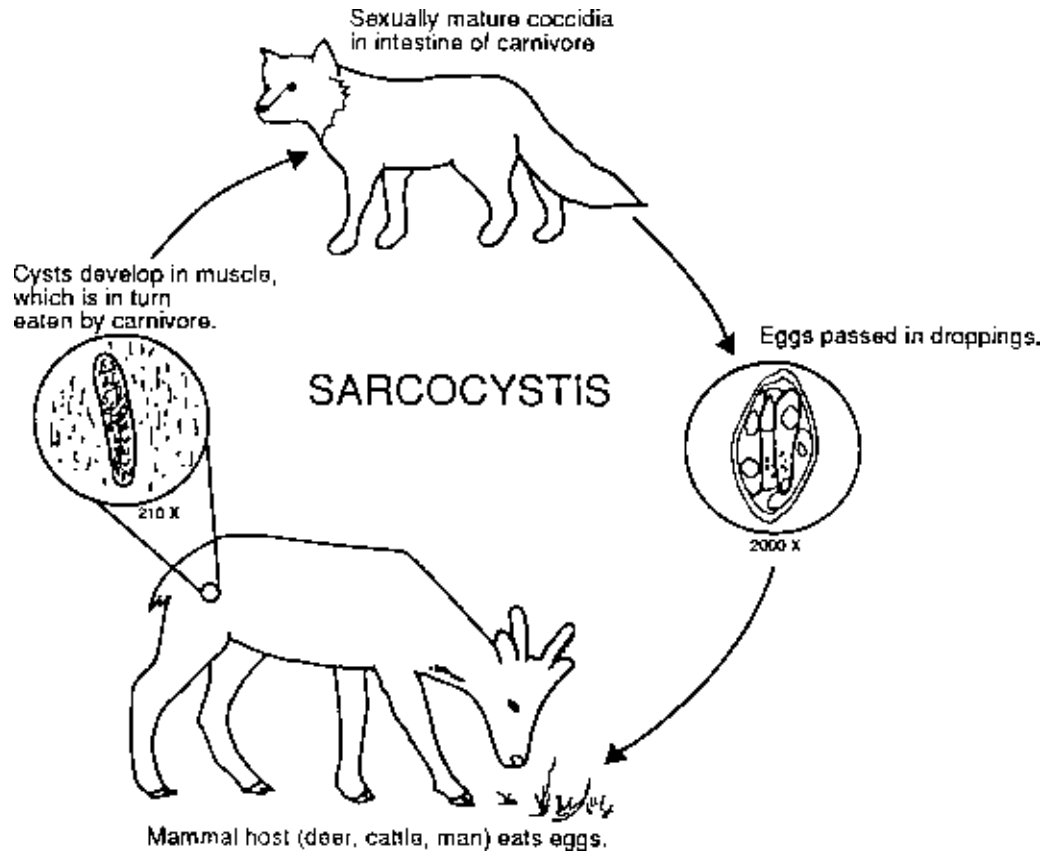 Sexually mature coccidia
in intestine of carnivore
Cysts develop in muscle,
which is in turn
eaten by carnivore.
Eggs passed in droppings.
SARCOCYSTIS
210 X
2000 X
Mammal host (deer, cattle, man) eats eggs.